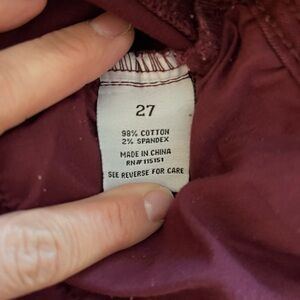 27
98% COTTON
2% SPANDEX
MADE IN CHINA
RN# 115151
SEE REVERSE FOR CARE